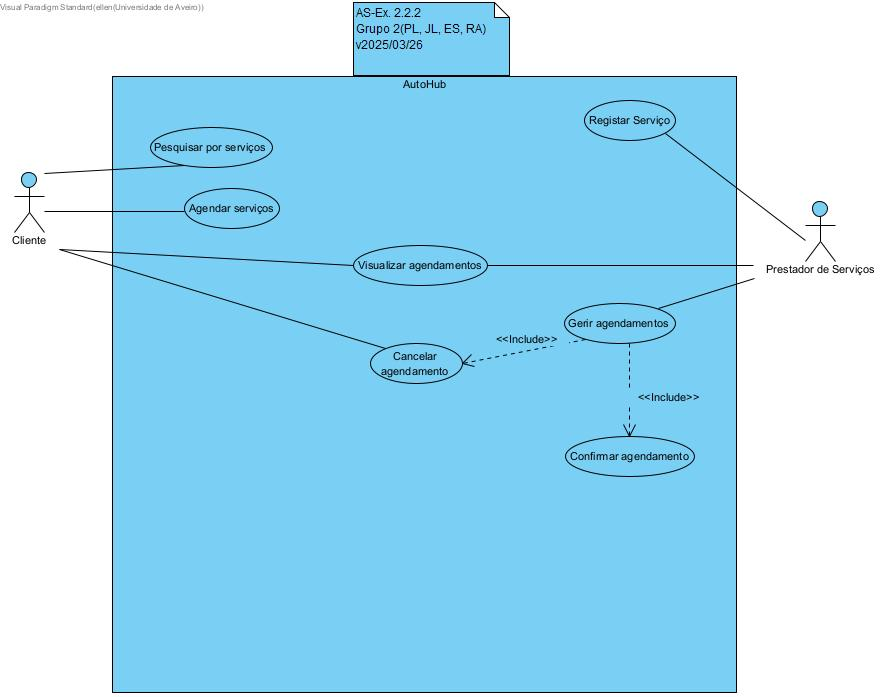 Visual Paradigm Standard(ellen(Universidade de Aveiro))
AS-Ex. 2.2.2
Grupo 2(PL, JL, ES, RA)
v2025/03/26
AutoHub
Registar Serviço
Pesquisar por serviços
Agendar serviços
Cliente
Visualizar agendamentos
Prestador de Serviços
Gerir agendamentos
<<Include>>
Cancelar
agendamento
<<Include>>
Confirmar agendamento